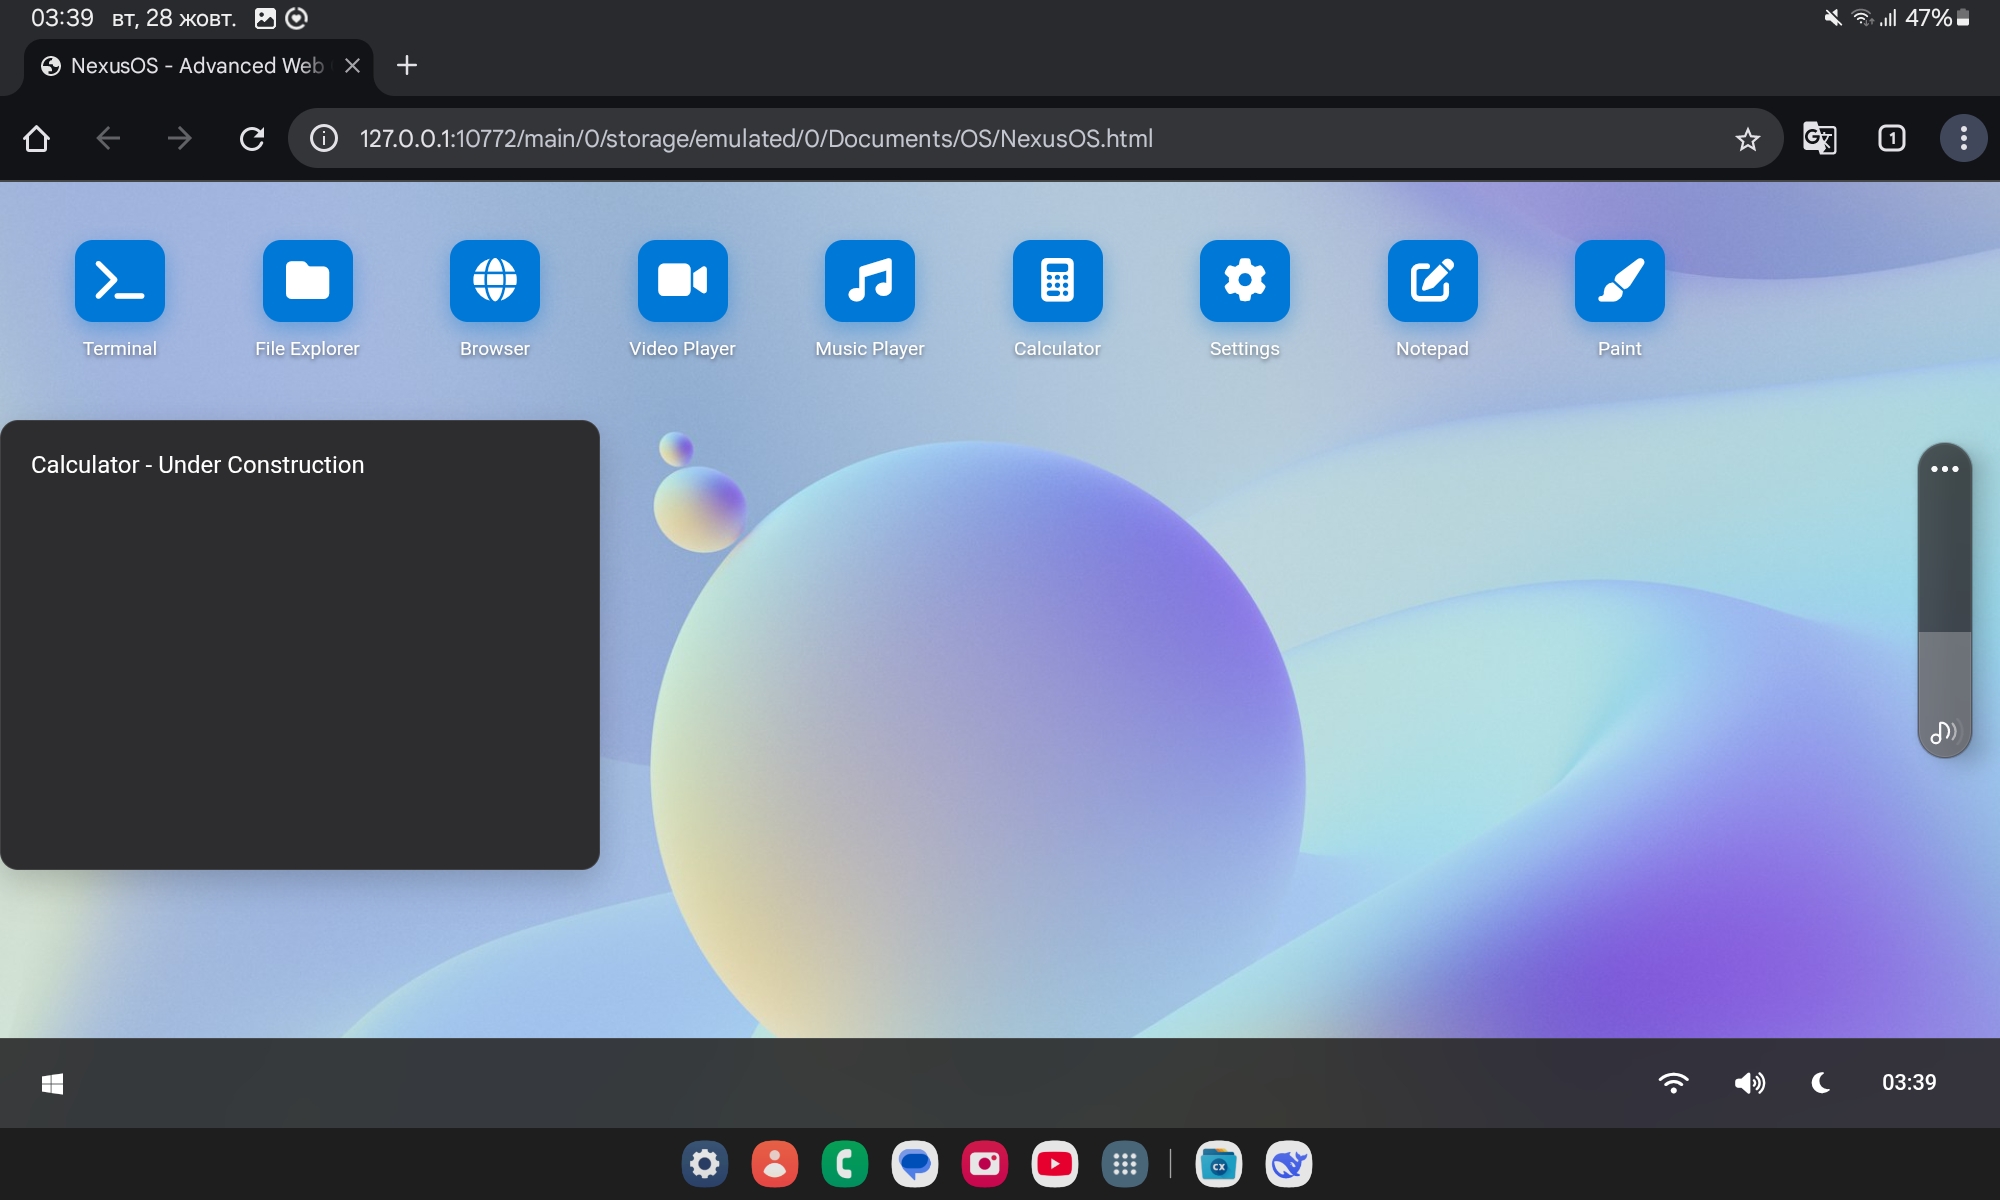 03:39 вт, 28 жовт. 47%
NexusOS - Advanced Web
127.0.0.1:10772/main/0/storage/emulated/0/Documents/OS/NexusOS.html
1
Terminal
File Explorer
Browser
Video Player
Music Player
Calculator
Settings
Notepad
Paint
Calculator - Under Construction
03:39
CX